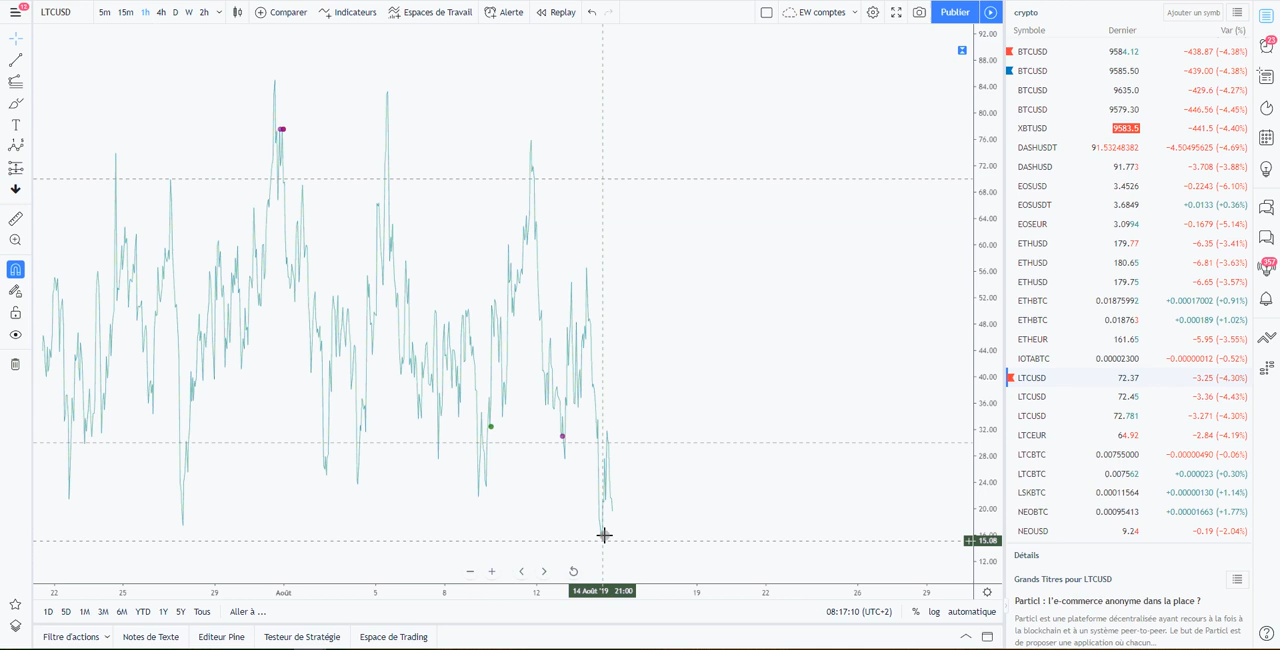 12
LTCUSD
5m 15m 1h 4h D W 2h
Comparer
Indicateurs
Espaces de Travail
Alerte
Replay
EW comptes
Publier
crypto
Ajouter un symb
Symbole Dernier Var (%)
BTCUSD 9584.12 −438.87 (−4.38%)
BTCUSD 9585.50 −439.00 (−4.38%)
BTCUSD 9635.0 −429.6 (−4.27%)
BTCUSD 9579.30 −446.56 (−4.45%)
XBTUSD 9583.5 −441.5 (−4.40%)
DASHUSDT 91.53248382 −4.50495625 (−4.69%)
DASHUSD 91.773 −3.708 (−3.88%)
EOSUSD 3.4526 −0.2243 (−6.10%)
EOSUSDT 3.6849 +0.0133 (+0.36%)
EOSEUR 3.0994 −0.1679 (−5.14%)
ETHUSD 179.77 −6.35 (−3.41%)
ETHUSD 180.65 −6.81 (−3.63%)
ETHUSD 179.75 −6.65 (−3.57%)
ETHBTC 0.01875992 +0.00017002 (+0.91%)
ETHBTC 0.018763 +0.000189 (+1.02%)
ETHEUR 161.65 −5.95 (−3.55%)
IOTABTC 0.00002300 −0.00000012 (−0.52%)
LTCUSD 72.37 −3.25 (−4.30%)
LTCUSD 72.45 −3.36 (−4.43%)
LTCUSD 72.781 −3.271 (−4.30%)
LTCEUR 64.92 −2.84 (−4.19%)
LTCBTC 0.00755000 −0.00000490 (−0.06%)
LTCBTC 0.007562 +0.000023 (+0.30%)
LSKBTC 0.00011564 +0.00000130 (+1.14%)
NEOBTC 0.00095413 +0.00001663 (+1.77%)
NEOUSD 9.24 −0.19 (−2.04%)
Détails
Grands Titres pour LTCUSD
Particl : l'e-commerce anonyme dans la place ?
Particl est une plateforme décentralisée ayant recours à la fois à
la blockchain et à un système peer-to-peer. Le but de Particl est
de proposer une application où chacun...
23
357
92.00
88.00
84.00
80.00
76.00
72.00
68.00
64.00
60.00
56.00
52.00
48.00
44.00
40.00
36.00
32.00
28.00
24.00
20.00
15.08
12.00
22 25 29 Août 5 8 12 14 Août '19 21:00 19 22 26 29
1D 5D 1M 3M 6M YTD 1Y 5Y Tous Aller à ...
08:17:10 (UTC+2) % log automatique
Filtre d'actions Notes de Texte Editeur Pine Testeur de Stratégie Espace de Trading